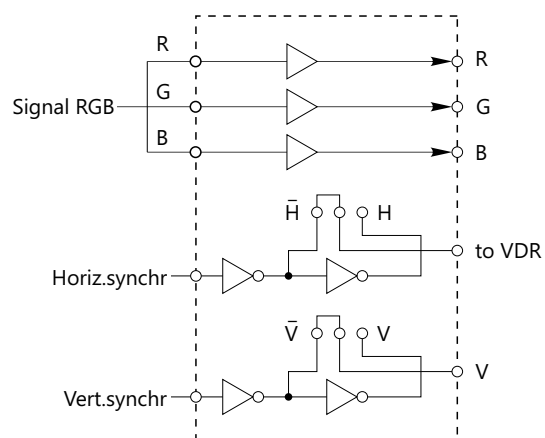 R
R
G
Signal RGB
G
B
B
H̄
H
to VDR
Horiz.synchr
V̄
V
V
Vert.synchr